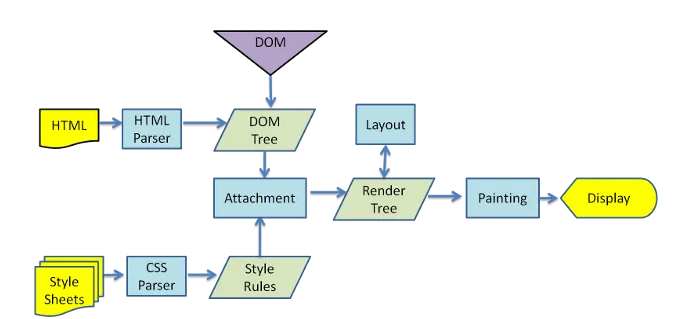 DOM
HTML
HTML
Parser
DOM
Tree
Layout
Attachment
Render
Tree
Painting
Display
Style
Sheets
CSS
Parser
Style
Rules